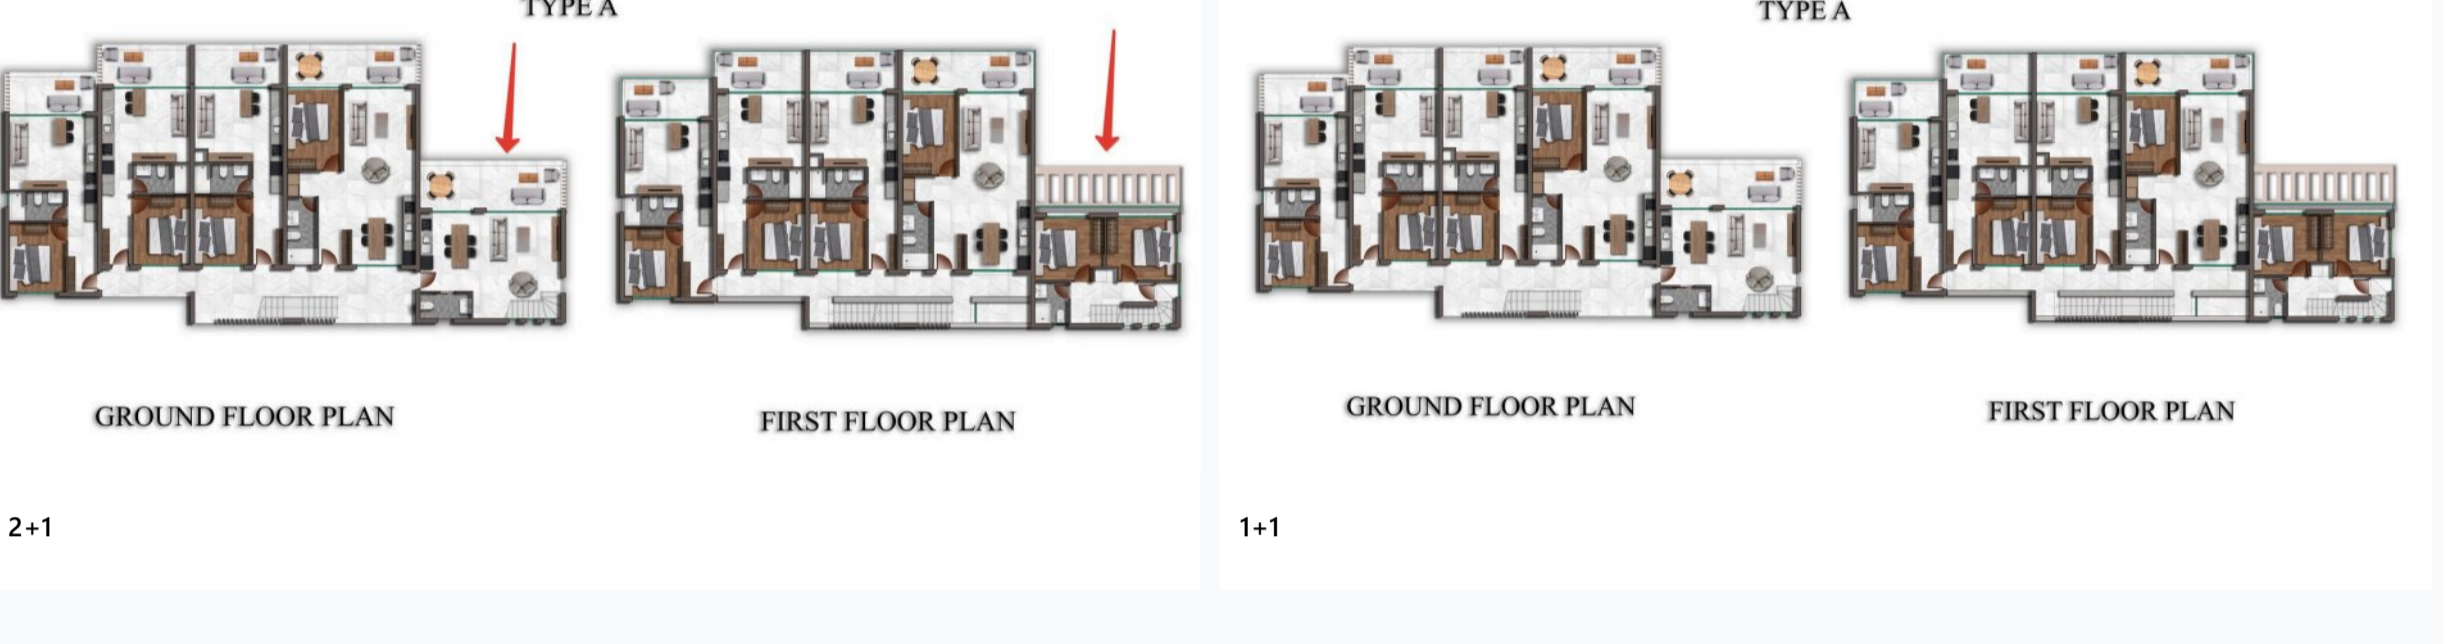 TYPE A
GROUND FLOOR PLAN
FIRST FLOOR PLAN
2+1
TYPE A
GROUND FLOOR PLAN
FIRST FLOOR PLAN
1+1